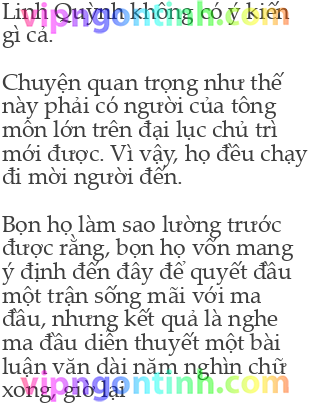 Linh Quỳnh không có ý kiến
vipngontinh.com
gì cả.
Chuyện quan trọng như thế
này phải có người của tông
môn lớn trên đại lục chủ trì
mới được. Vì vậy, họ đều chạy
đi mời người đến.
Bọn họ làm sao lường trước
được rằng, bọn họ vốn mang
ý định đến đây để quyết đấu
một trận sống mãi với ma
đầu, nhưng kết quả là nghe
ma đầu diễn thuyết một bài
luận văn dài năm nghìn chữ
vipngontinh.com
xong, giờ lại